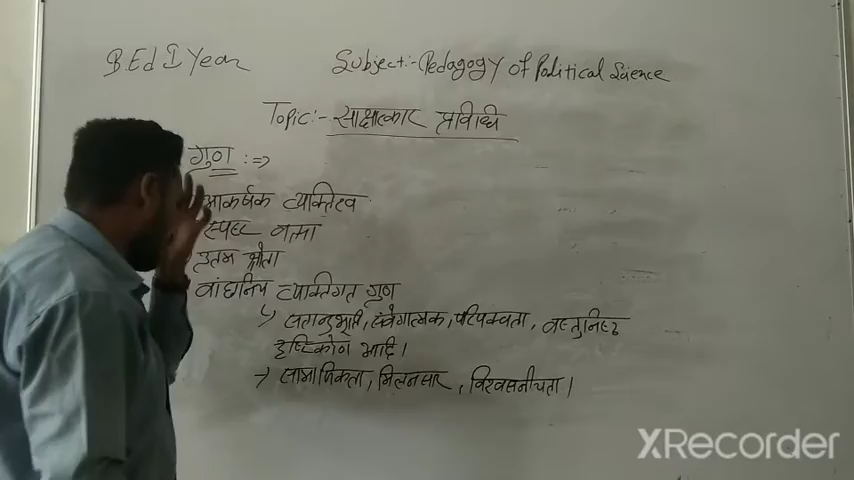 B.Ed I Year
Subject:- Pedagogy of Political Science
Topic:- साक्षात्कार प्रविधि
गुण :⇒
आकर्षक व्यक्तित्व
स्पष्ट वक्ता
उत्तम श्रोता
वांछनिय व्यक्तिगत गुण
↳ सहानुभूति, संवेगात्मक, परिपक्वता, वस्तुनिष्ठ
दृष्टिकोण आदि।
→ सामाजिकता, मिलनसार, विश्वसनीयता।
XRecorder